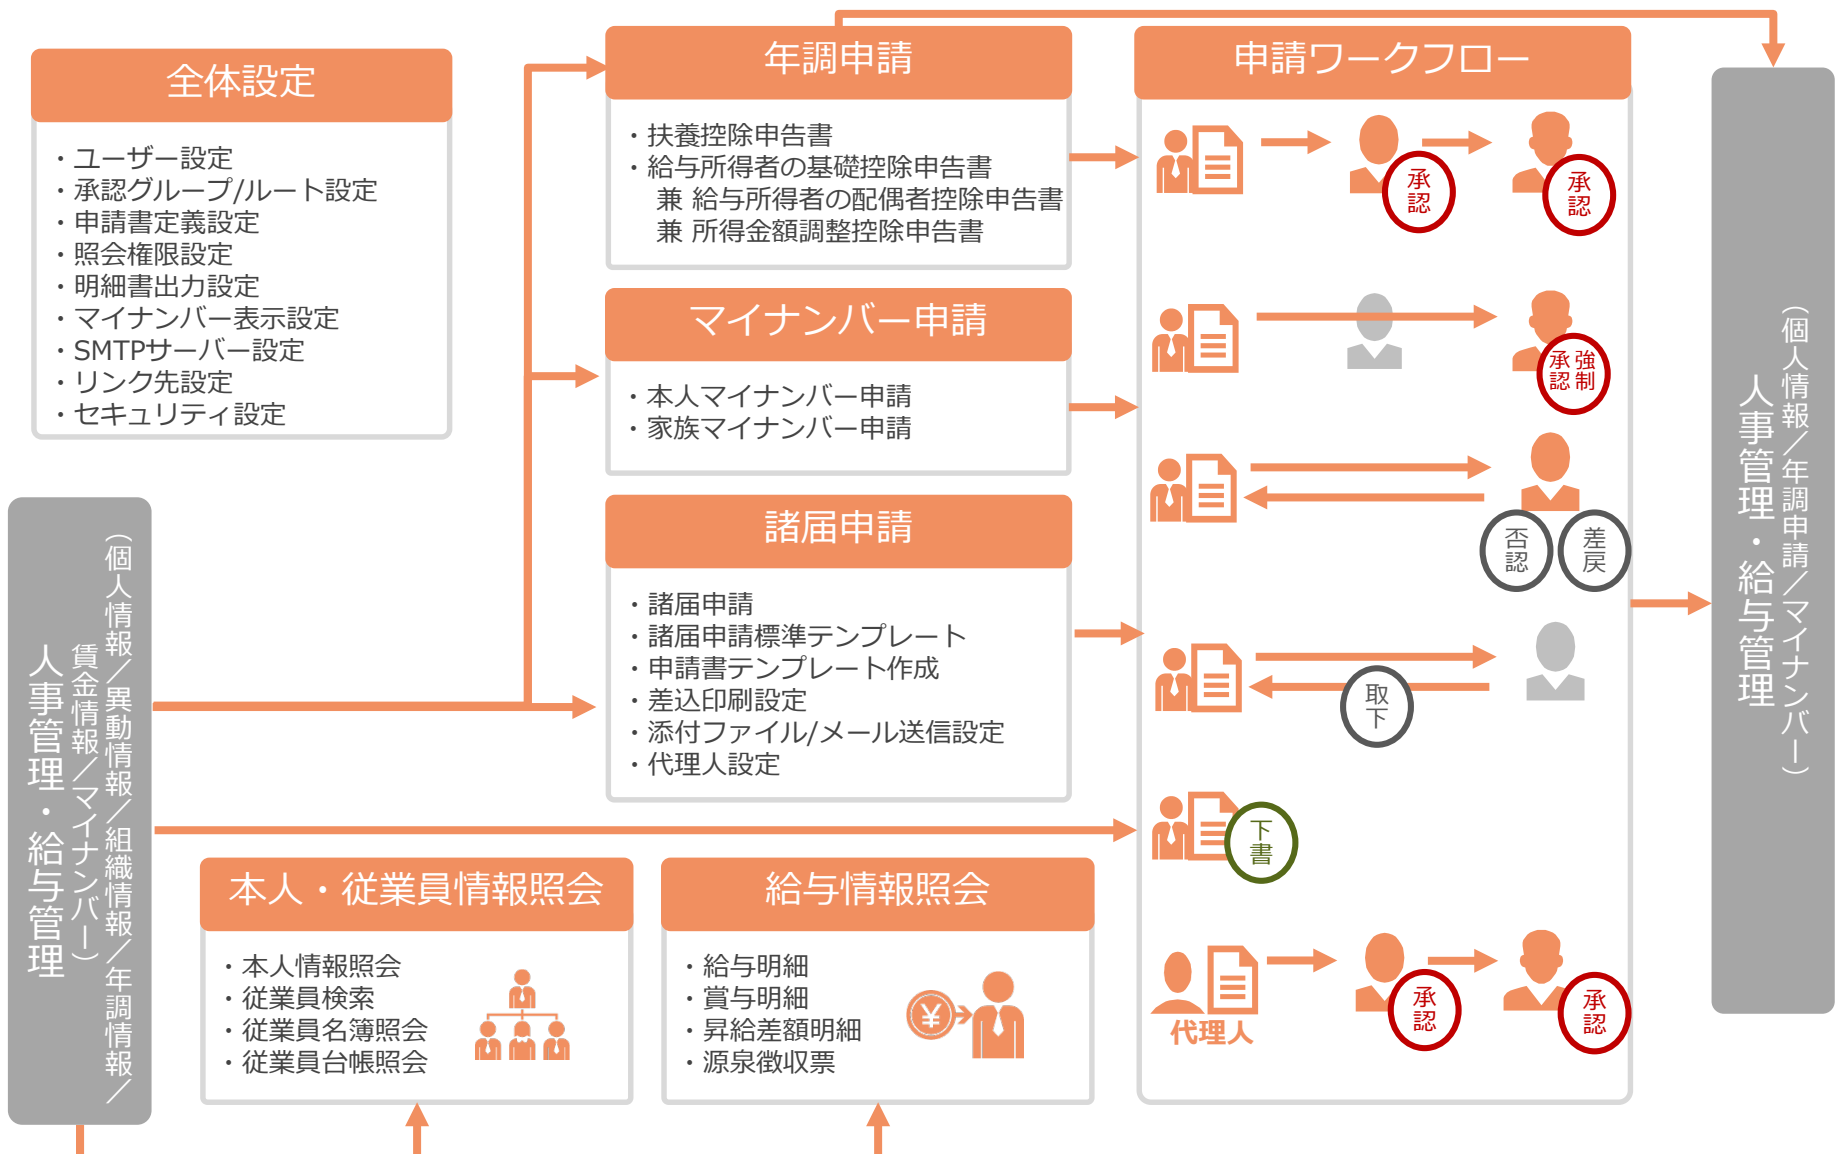 全体設定
・ユーザー設定
・承認グループ/ルート設定
・申請書定義設定
・照会権限設定
・明細書出力設定
・マイナンバー表示設定
・SMTPサーバー設定
・リンク先設定
・セキュリティ設定
人事管理・給与管理
（個人情報／異動情報／組織情報／年調情報／
賃金情報／マイナンバー）
年調申請
・扶養控除申告書
・給与所得者の基礎控除申告書
兼 給与所得者の配偶者控除申告書
兼 所得金額調整控除申告書
マイナンバー申請
・本人マイナンバー申請
・家族マイナンバー申請
諸届申請
・諸届申請
・諸届申請標準テンプレート
・申請書テンプレート作成
・差込印刷設定
・添付ファイル/メール送信設定
・代理人設定
本人・従業員情報照会
・本人情報照会
・従業員検索
・従業員名簿照会
・従業員台帳照会
給与情報照会
・給与明細
・賞与明細
・昇給差額明細
・源泉徴収票
¥
申請ワークフロー
承認
承認
強制
承認
否認
差戻
取下
下書
代理人
承認
承認
（個人情報／年調申請／マイナンバー）
人事管理・給与管理